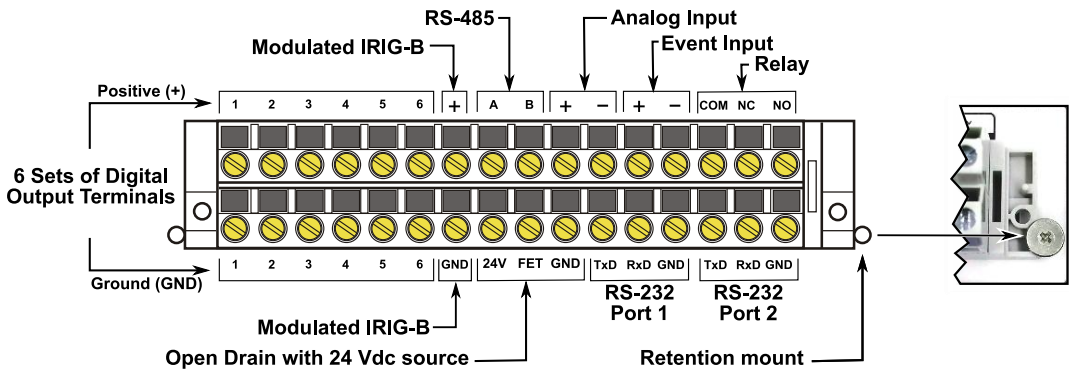 RS-485
Analog Input
Modulated IRIG-B
Event Input
Relay
Positive (+)
1 2 3 4 5 6 + A B + − + − COM NC NO
6 Sets of Digital
Output Terminals
1 2 3 4 5 6 GND 24V FET GND TxD RxD GND TxD RxD GND
Ground (GND)
RS-232
Port 1
RS-232
Port 2
Modulated IRIG-B
Open Drain with 24 Vdc source
Retention mount